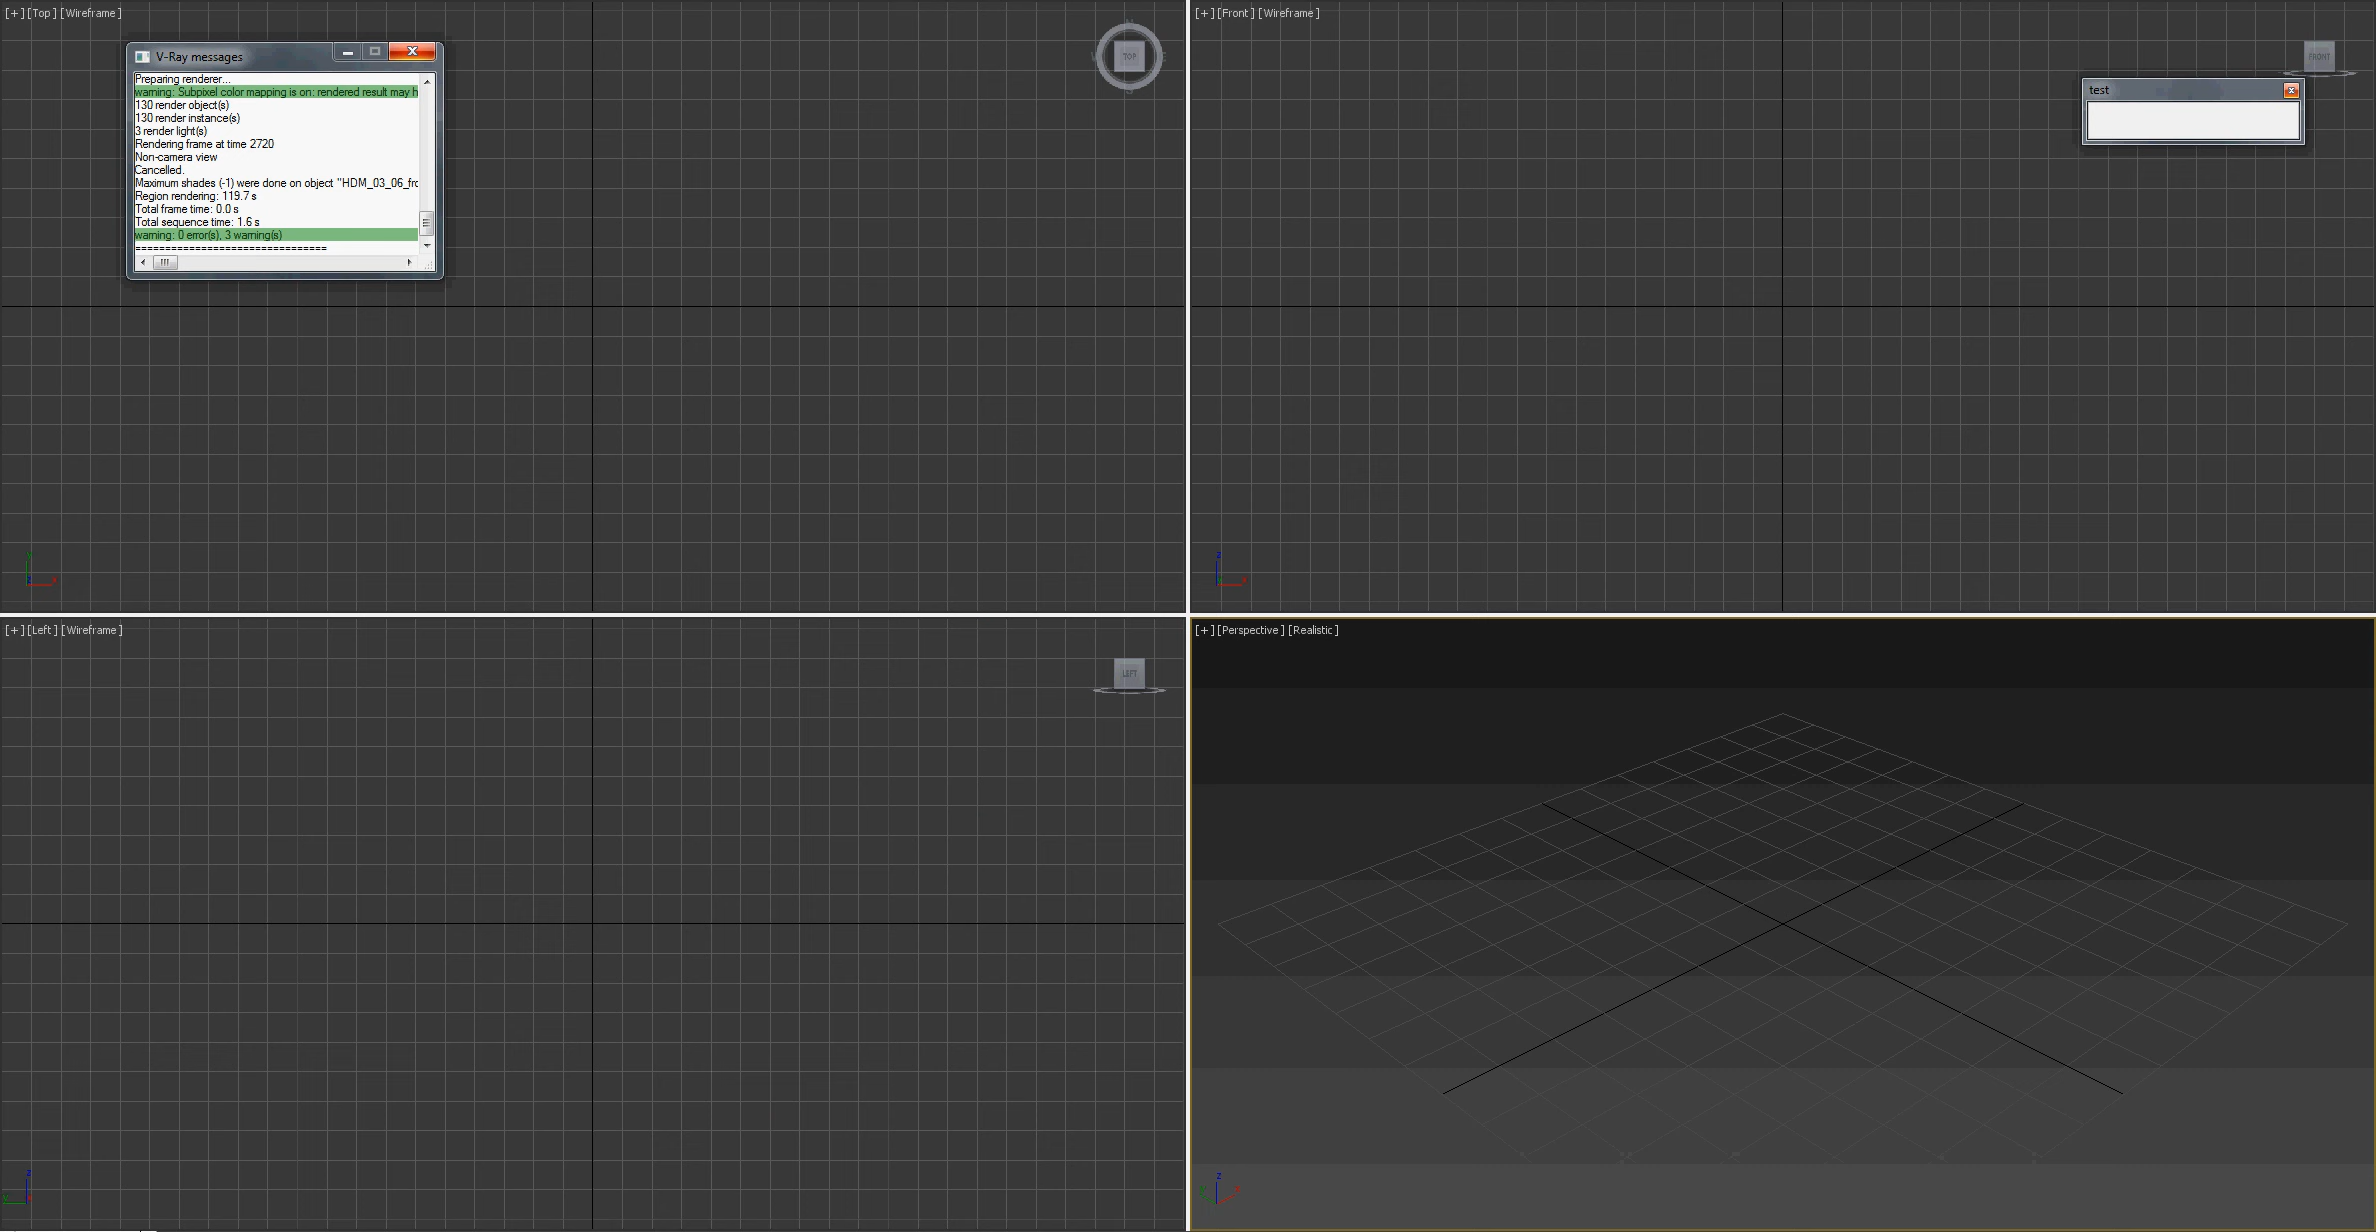 [+] [Top ] [Wireframe ]
TOP
V-Ray messages
Preparing renderer...
warning: Subpixel color mapping is on: rendered result may h
130 render object(s)
130 render instance(s)
3 render light(s)
Rendering frame at time 2720
Non-camera view
Cancelled.
Maximum shades (-1) were done on object "HDM_03_06_frc
Region rendering: 119.7 s
Total frame time: 0.0 s
Total sequence time: 1.6 s
warning: 0 error(s), 3 warning(s)
================================
y
z x
[+] [Front ] [Wireframe ]
FRONT
test
z
y x
[+] [Left ] [Wireframe ]
LEFT
z
y x
[+] [Perspective ] [Realistic ]
z
y x